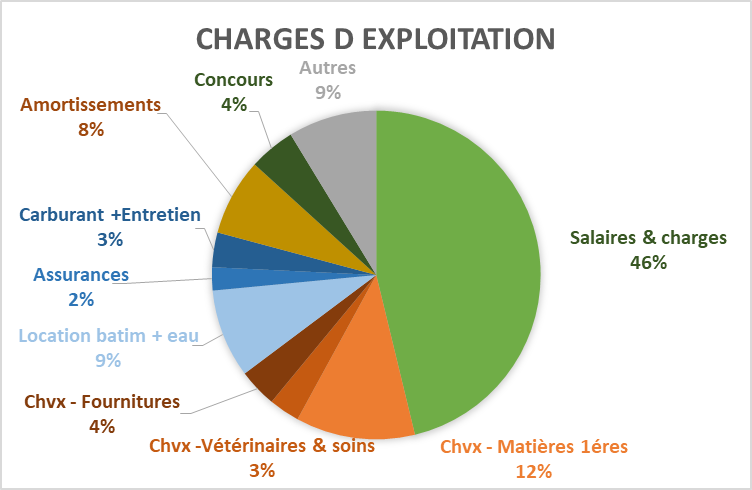 CHARGES D EXPLOITATION
Autres
9%
Concours
4%
Amortissements
8%
Carburant +Entretien
3%
Assurances
2%
Location batim + eau
9%
Chvx - Fournitures
4%
Chvx -Vétérinaires & soins
3%
Chvx - Matières 1éres
12%
Salaires & charges
46%